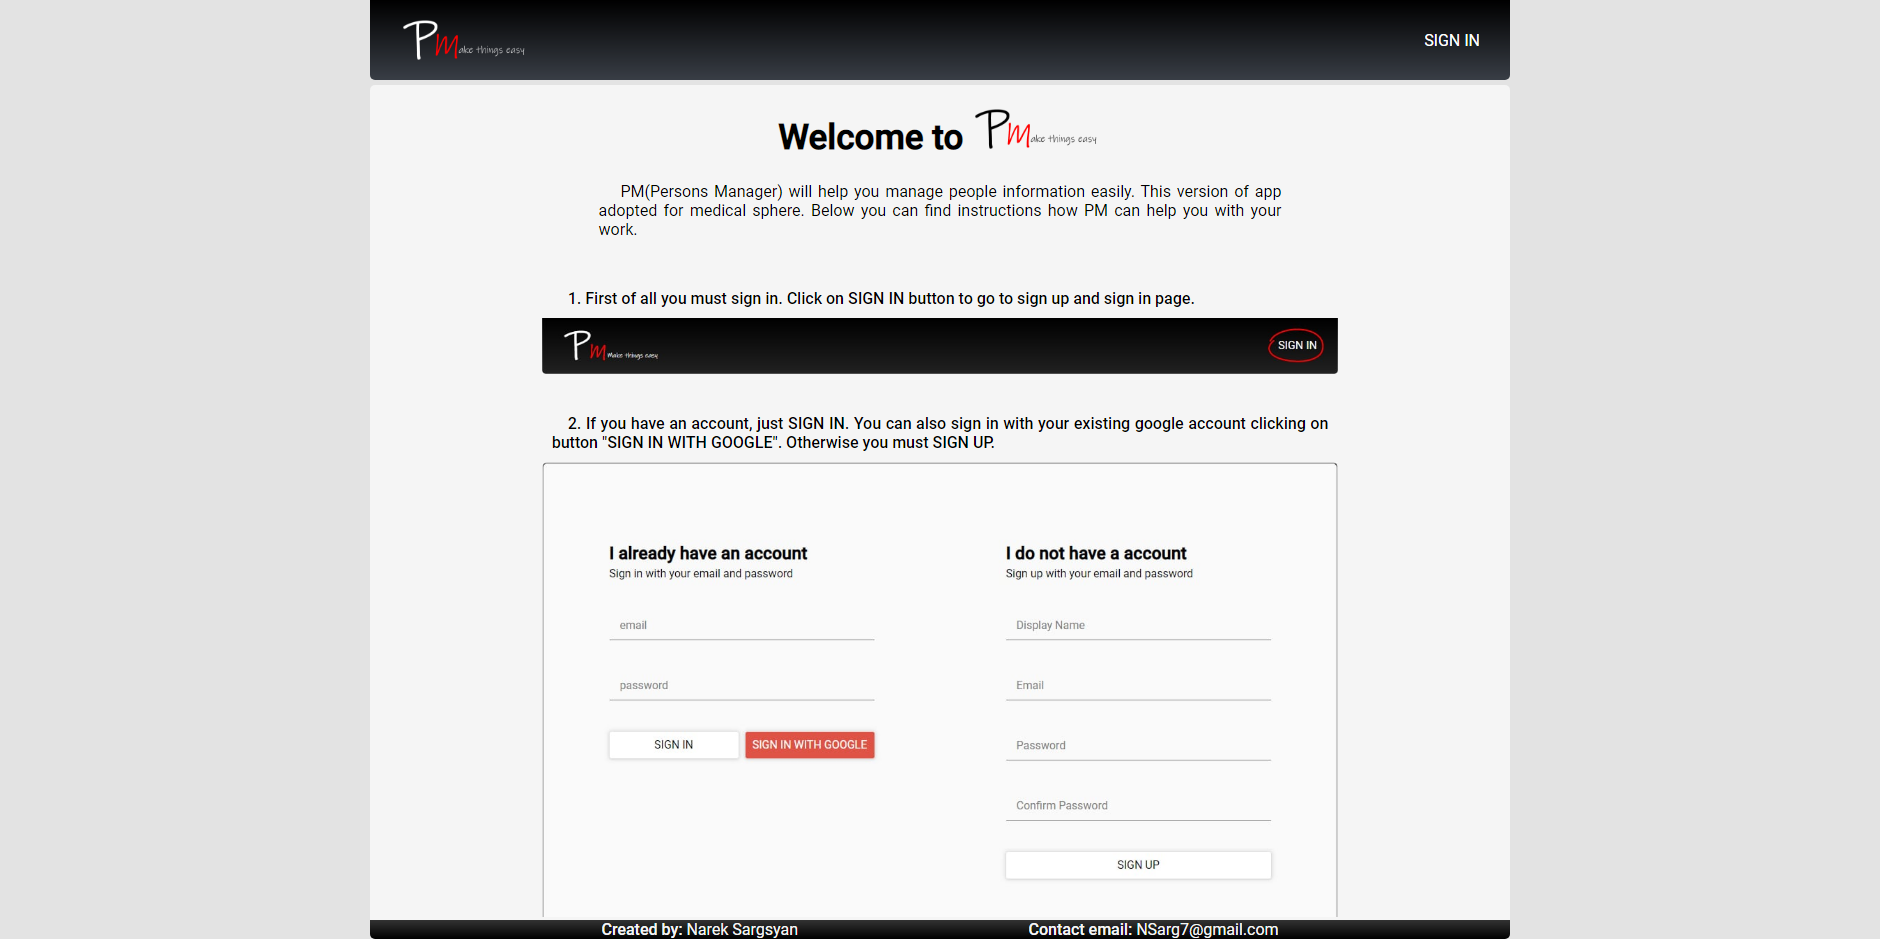 PMake things easy
SIGN IN
Welcome to PMake things easy
PM(Persons Manager) will help you manage people information easily. This version of app
adopted for medical sphere. Below you can find instructions how PM can help you with your
work.
1. First of all you must sign in. Click on SIGN IN button to go to sign up and sign in page.
PMMake things easy
SIGN IN
2. If you have an account, just SIGN IN. You can also sign in with your existing google account clicking on
button "SIGN IN WITH GOOGLE". Otherwise you must SIGN UP.
I already have an account
Sign in with your email and password
email
password
SIGN IN
SIGN IN WITH GOOGLE
I do not have a account
Sign up with your email and password
Display Name
Email
Password
Confirm Password
SIGN UP
Created by: Narek Sargsyan
Contact email: NSarg7@gmail.com